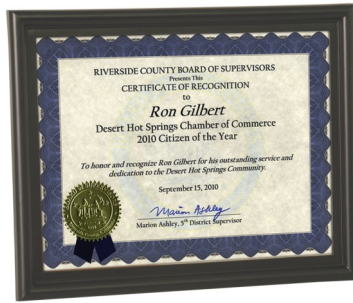 RIVERSIDE COUNTY BOARD OF SUPERVISORS
Presents This
CERTIFICATE OF RECOGNITION
to
Ron Gilbert
Desert Hot Springs Chamber of Commerce
2010 Citizen of the Year
To honor and recognize Ron Gilbert for his outstanding service and
dedication to the Desert Hot Springs Community.
September 15, 2010
Marion Ashley
Marion Ashley, 5th District Supervisor